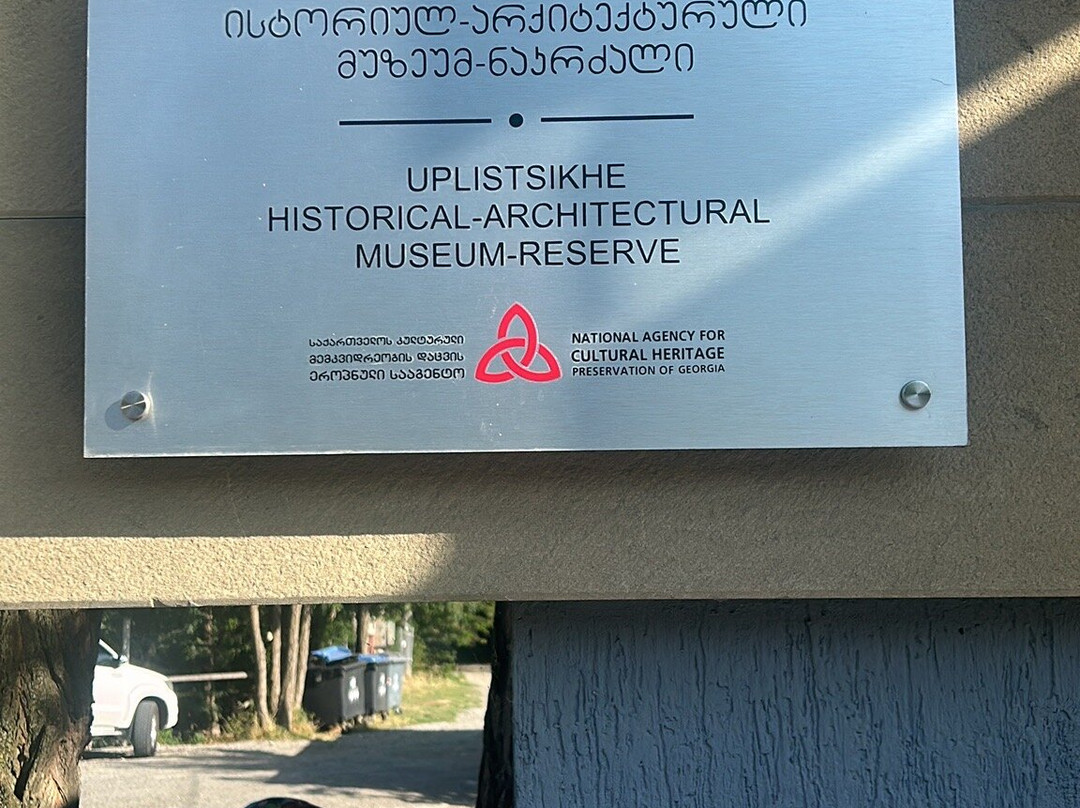 ისტორიულ-არქიტექტურული
მუზეუმ-ნაკრძალი
UPLISTSIKHE
HISTORICAL-ARCHITECTURAL
MUSEUM-RESERVE
საქართველოს კულტურული
მემკვიდრეობის დაცვის
ეროვნული სააგენტო
NATIONAL AGENCY FOR
CULTURAL HERITAGE
PRESERVATION OF GEORGIA